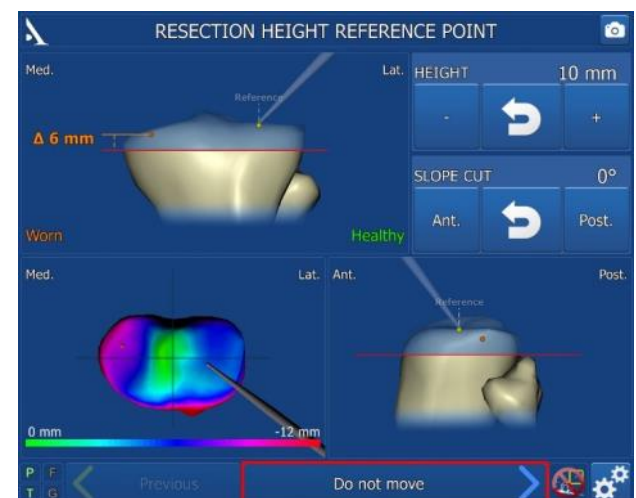 RESECTION HEIGHT REFERENCE POINT
Med.
Lat.
Reference
Δ 6 mm
Worn
Healthy
HEIGHT 10 mm
-
+
SLOPE CUT 0°
Ant.
Post.
Med.
Lat.
0 mm
-12 mm
Ant.
Post.
Reference
P F
T G
Previous
Do not move